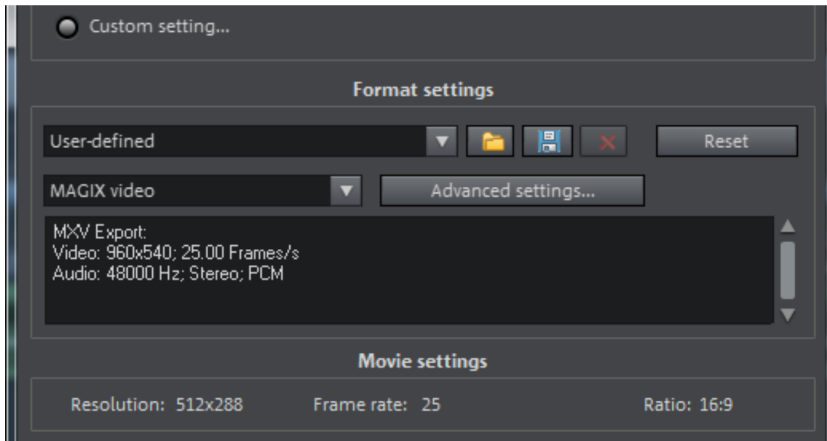 Custom setting...
Format settings
User-defined
Reset
MAGIX video
Advanced settings...
MXV Export:
Video: 960x540; 25.00 Frames/s
Audio: 48000 Hz; Stereo; PCM
Movie settings
Resolution: 512x288 Frame rate: 25 Ratio: 16:9